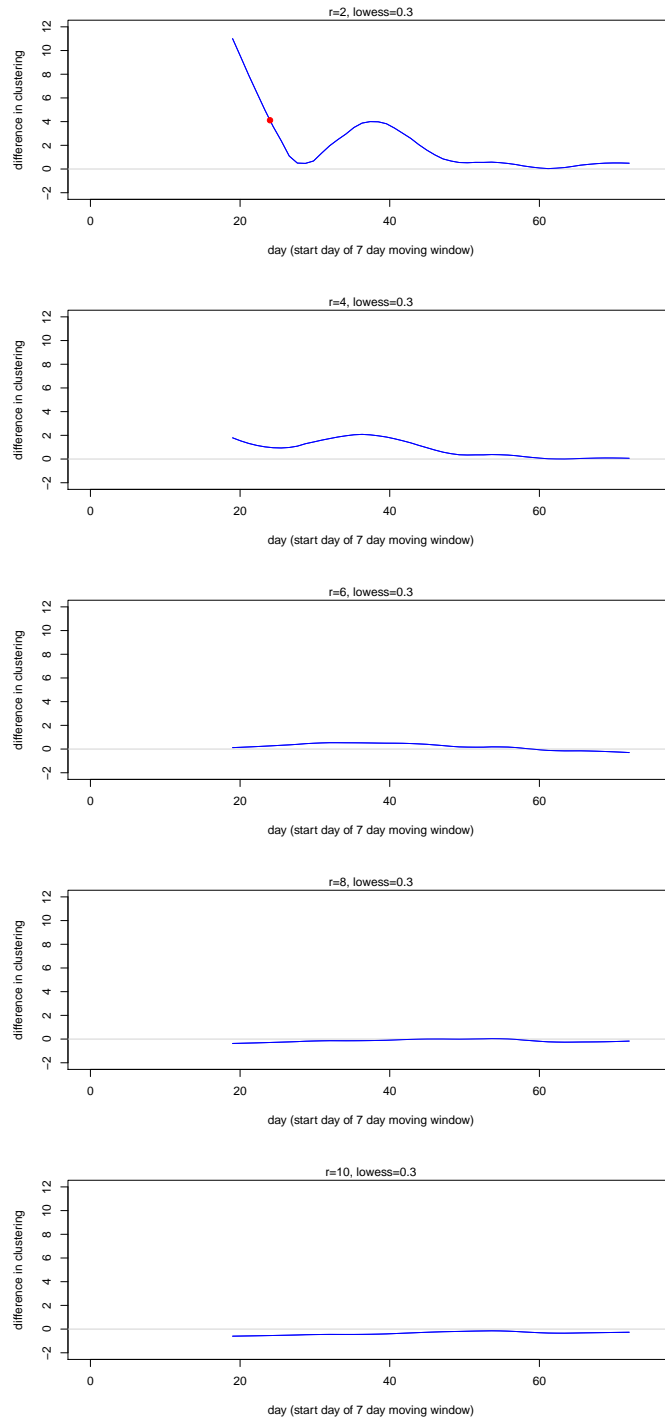 r=2, lowess=0.3
difference in clustering
−2 0 2 4 6 8 10 12
0 20 40 60
day (start day of 7 day moving window)
r=4, lowess=0.3
difference in clustering
−2 0 2 4 6 8 10 12
0 20 40 60
day (start day of 7 day moving window)
r=6, lowess=0.3
difference in clustering
−2 0 2 4 6 8 10 12
0 20 40 60
day (start day of 7 day moving window)
r=8, lowess=0.3
difference in clustering
−2 0 2 4 6 8 10 12
0 20 40 60
day (start day of 7 day moving window)
r=10, lowess=0.3
difference in clustering
−2 0 2 4 6 8 10 12
0 20 40 60
day (start day of 7 day moving window)